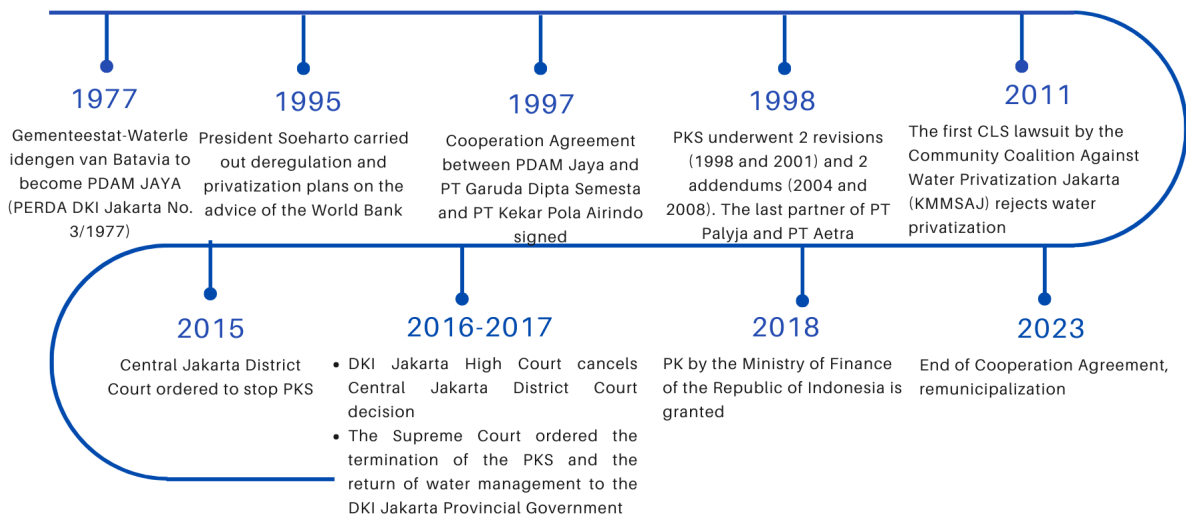 1977
Gementeestat-Waterle
idengen van Batavia to
become PDAM JAYA
(PERDA DKI Jakarta No.
3/1977)
1995
President Soeharto carried
out deregulation and
privatization plans on the
advice of the World Bank
1997
Cooperation Agreement
between PDAM Jaya and
PT Garuda Dipta Semesta
and PT Kekar Pola Airindo
signed
1998
PKS underwent 2 revisions
(1998 and 2001) and 2
addendums (2004 and
2008). The last partner of PT
Palyja and PT Aetra
2011
The first CLS lawsuit by the
Community Coalition Against
Water Privatization Jakarta
(KMMSAJ) rejects water
privatization
2015
Central Jakarta District
Court ordered to stop PKS
2016-2017
• DKI Jakarta High Court cancels
Central Jakarta District Court
decision
• The Supreme Court ordered the
termination of the PKS and the
return of water management to the
DKI Jakarta Provincial Government
2018
PK by the Ministry of Finance
of the Republic of Indonesia is
granted
2023
End of Cooperation Agreement,
remunicipalization